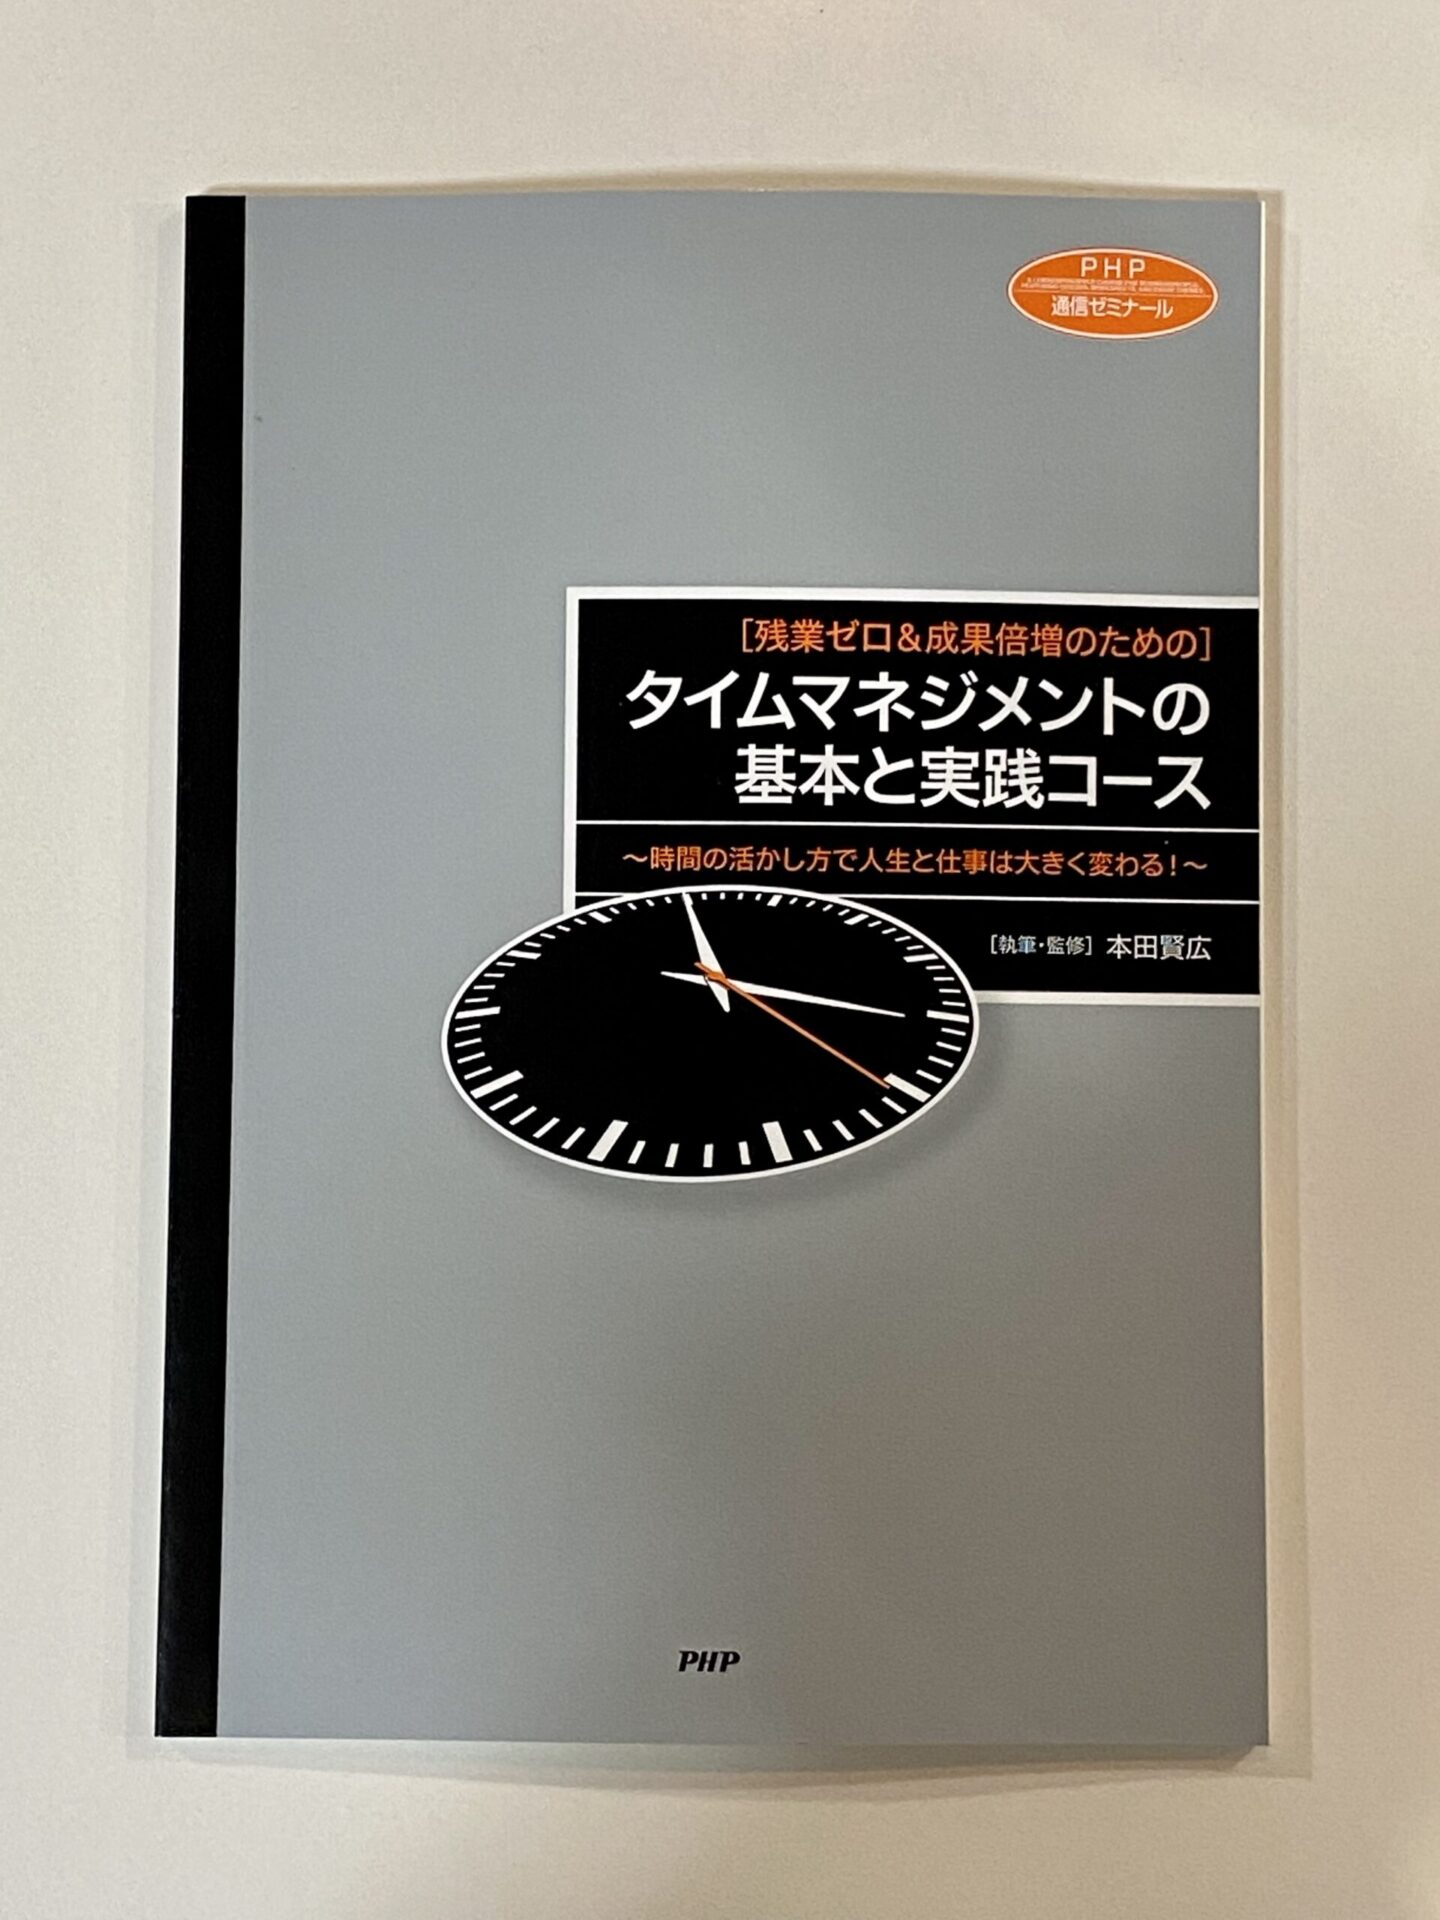 PHP
通信ゼミナール
［残業ゼロ＆成果倍増のための］
タイムマネジメントの
基本と実践コース
～時間の活かし方で人生と仕事は大きく変わる！～
［執筆・監修］ 本田賢広
PHP